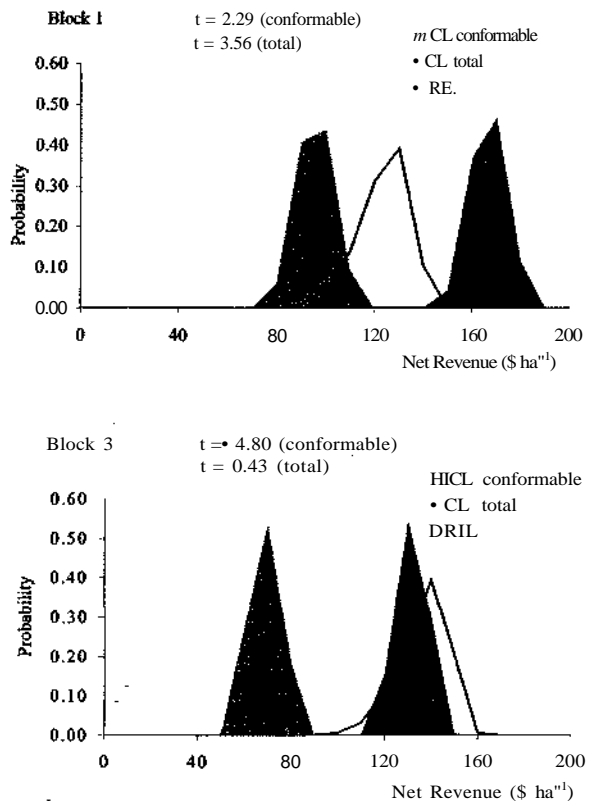 Block 1
t = 2.29 (conformable)
t = 3.56 (total)
m CL conformable
• CL total
• RE.
0.60
0.50
0.40
0.30
0.20
0.10
0.00
Probability
0 40 80 120 160 200
Net Revenue ($ ha"¹)
Block 3
t =• 4.80 (conformable)
t = 0.43 (total)
HICL conformable
• CL total
DRIL
0.60
0.50
0.40
0.30
0.20
0.10
0.00
Probability
0 40 80 120 160 200
Net Revenue ($ ha"¹)